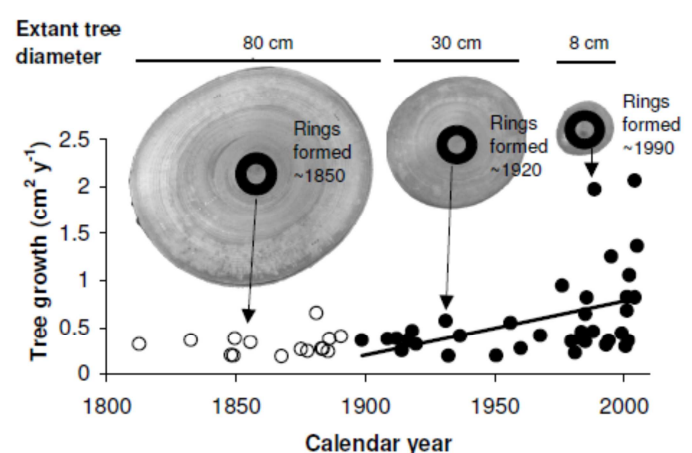 Extant tree
diameter
80 cm
30 cm
8 cm
Rings
formed
~1850
Rings
formed
~1920
Rings
formed
~1990
Tree growth (cm² y⁻¹)
2.5
2
1.5
1
0.5
0
1800
1850
1900
1950
2000
Calendar year